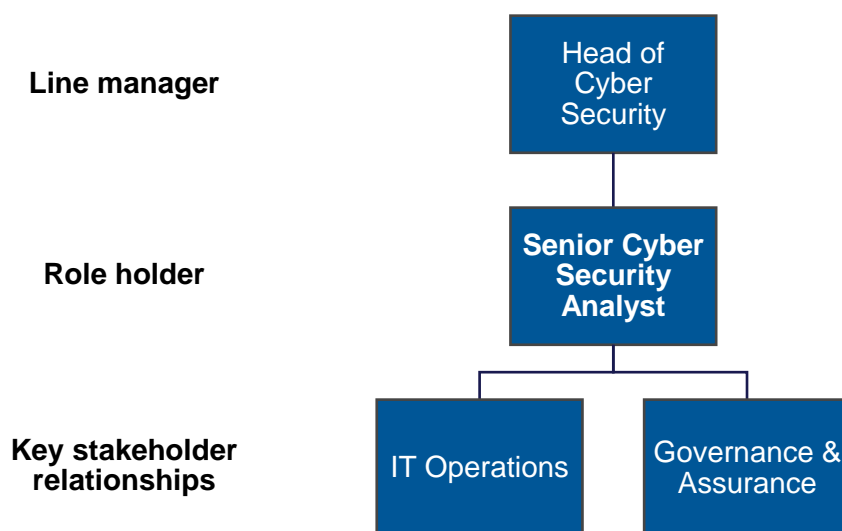 Line manager
Head of
Cyber
Security
Role holder
Senior Cyber
Security
Analyst
Key stakeholder
relationships
IT Operations
Governance &
Assurance